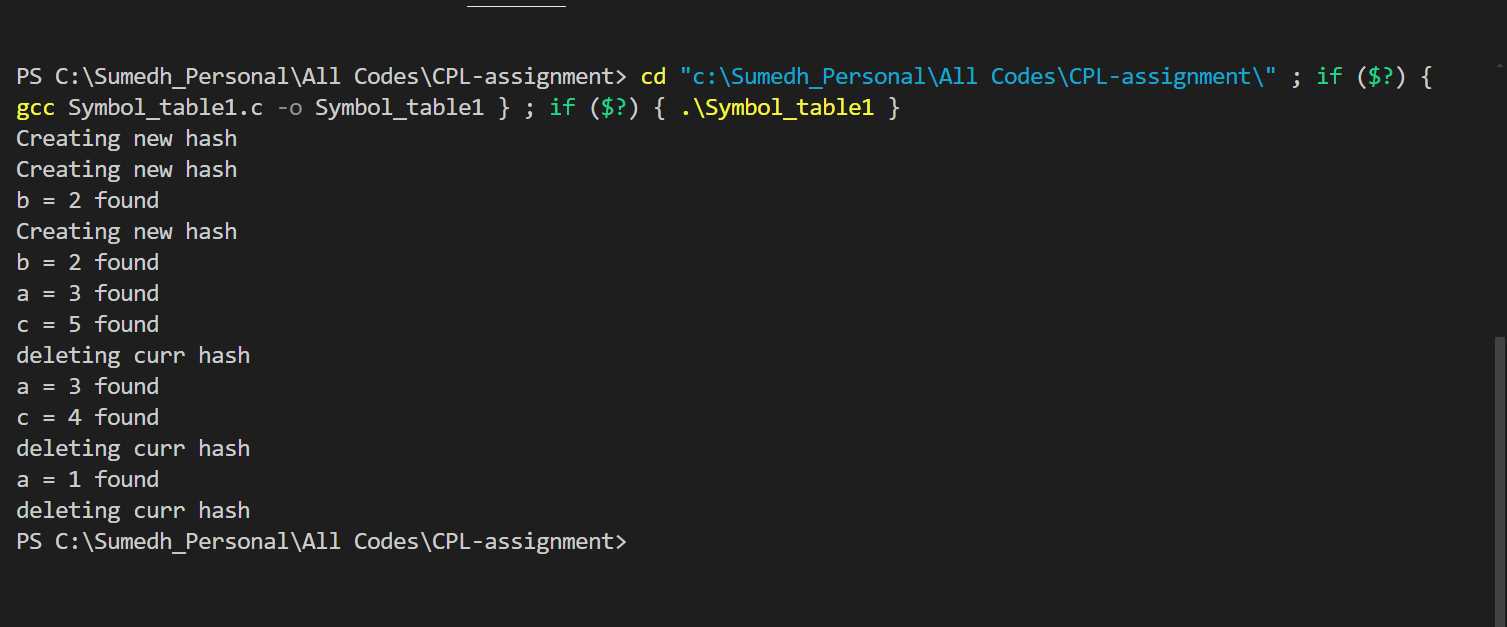 PS C:\Sumedh_Personal\All Codes\CPL-assignment> cd "c:\Sumedh_Personal\All Codes\CPL-assignment\" ; if ($?) {
gcc Symbol_table1.c -o Symbol_table1 } ; if ($?) { .\Symbol_table1 }
Creating new hash
Creating new hash
b = 2 found
Creating new hash
b = 2 found
a = 3 found
c = 5 found
deleting curr hash
a = 3 found
c = 4 found
deleting curr hash
a = 1 found
deleting curr hash
PS C:\Sumedh_Personal\All Codes\CPL-assignment>